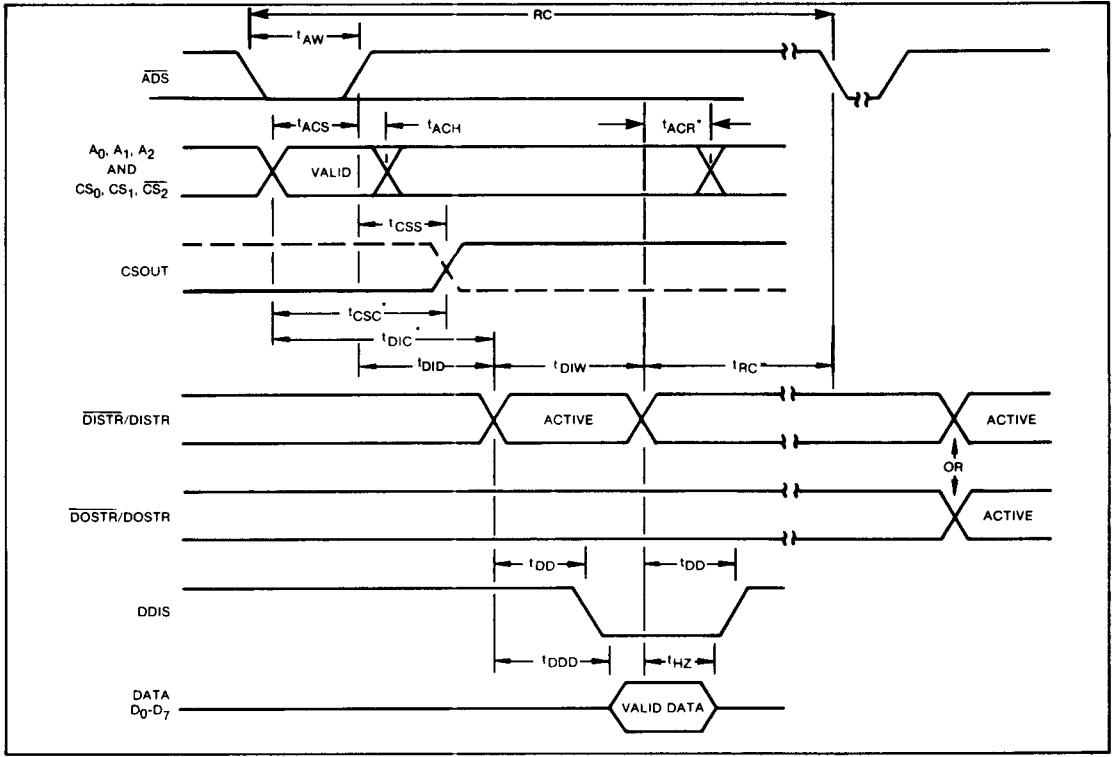 RC
tAW
ADS
tACS
tACH
tACR*
A0, A1, A2
AND
CS0, CS1, CS2
VALID
tCSS
CSOUT
tCSC*
tDIC*
tDID
tDIW
tRC
DISTR/DISTR
ACTIVE
ACTIVE
OR
DOSTR/DOSTR
ACTIVE
tDD
tDD
DDIS
tDDD
tHZ
DATA
D0-D7
VALID DATA